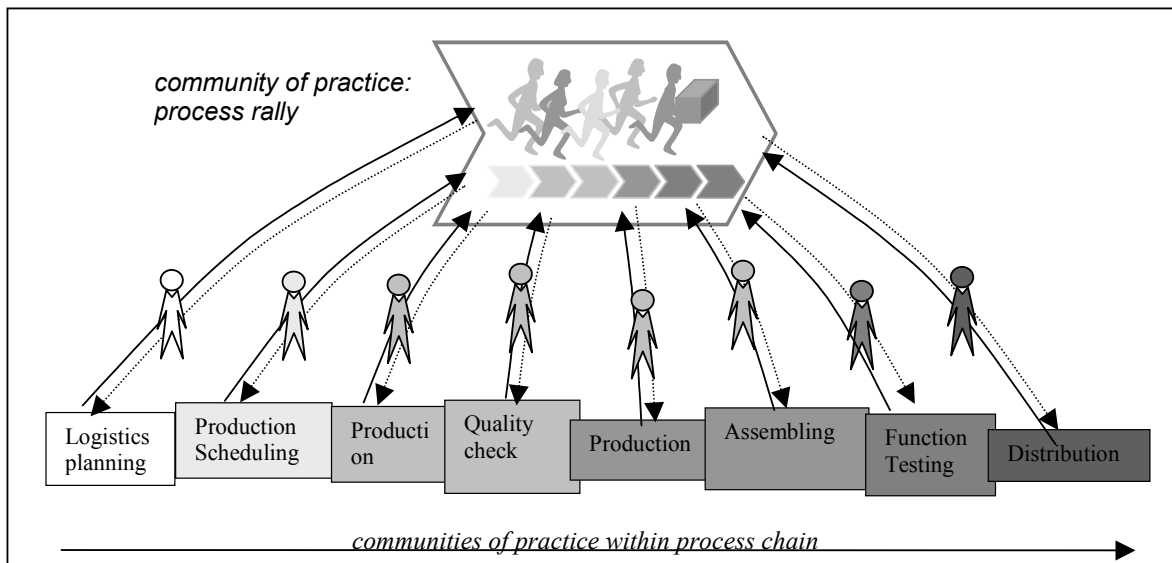 community of practice:
process rally
Logistics
planning
Production
Scheduling
Producti
on
Quality
check
Production
Assembling
Function
Testing
Distribution
communities of practice within process chain